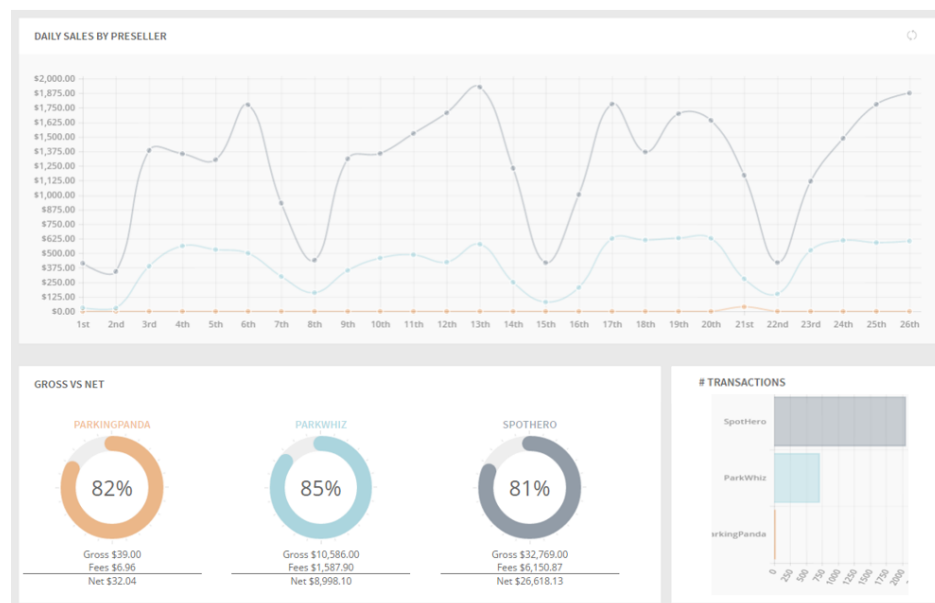 DAILY SALES BY PRESELLER
$2,000.00
$1,875.00
$1,750.00
$1,625.00
$1,500.00
$1,375.00
$1,250.00
$1,125.00
$1,000.00
$875.00
$750.00
$625.00
$500.00
$375.00
$250.00
$125.00
$0.00
1st 2nd 3rd 4th 5th 6th 7th 8th 9th 10th 11th 12th 13th 14th 15th 16th 17th 18th 19th 20th 21st 22nd 23rd 24th 25th 26th
GROSS VS NET
PARKINGPANDA PARKWHIZ SPOTHERO
82% 85% 81%
Gross $39.00 Gross $10,586.00 Gross $32,769.00
Fees $6.96 Fees $1,587.90 Fees $6,150.87
Net $32.04 Net $8,998.10 Net $26,618.13
# TRANSACTIONS
SpotHero
ParkWhiz
rkingPanda
0 250 500 750 1000 1250 1500 1750 2000